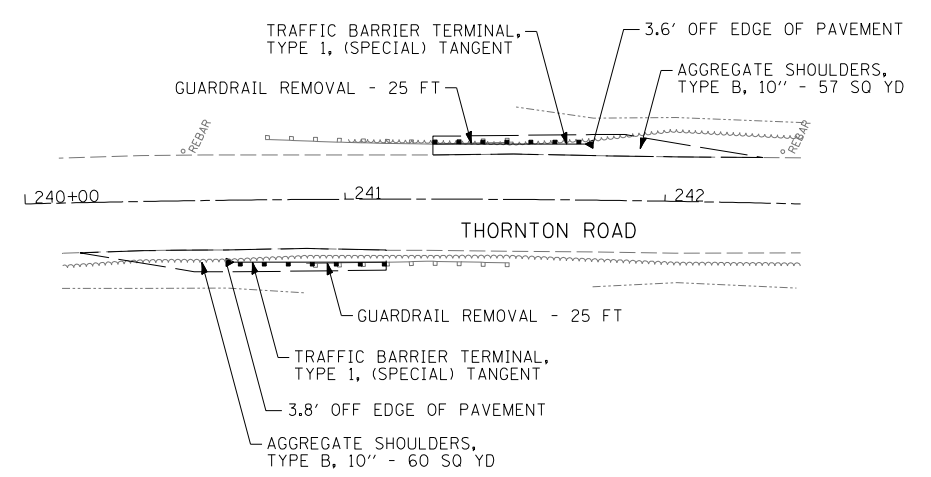 TRAFFIC BARRIER TERMINAL,
TYPE 1, (SPECIAL) TANGENT
3.6' OFF EDGE OF PAVEMENT
GUARDRAIL REMOVAL - 25 FT
AGGREGATE SHOULDERS,
TYPE B, 10" - 57 SQ YD
REBAR
REBAR
240+00
241
242
THORNTON ROAD
GUARDRAIL REMOVAL - 25 FT
TRAFFIC BARRIER TERMINAL,
TYPE 1, (SPECIAL) TANGENT
3.8' OFF EDGE OF PAVEMENT
AGGREGATE SHOULDERS,
TYPE B, 10" - 60 SQ YD